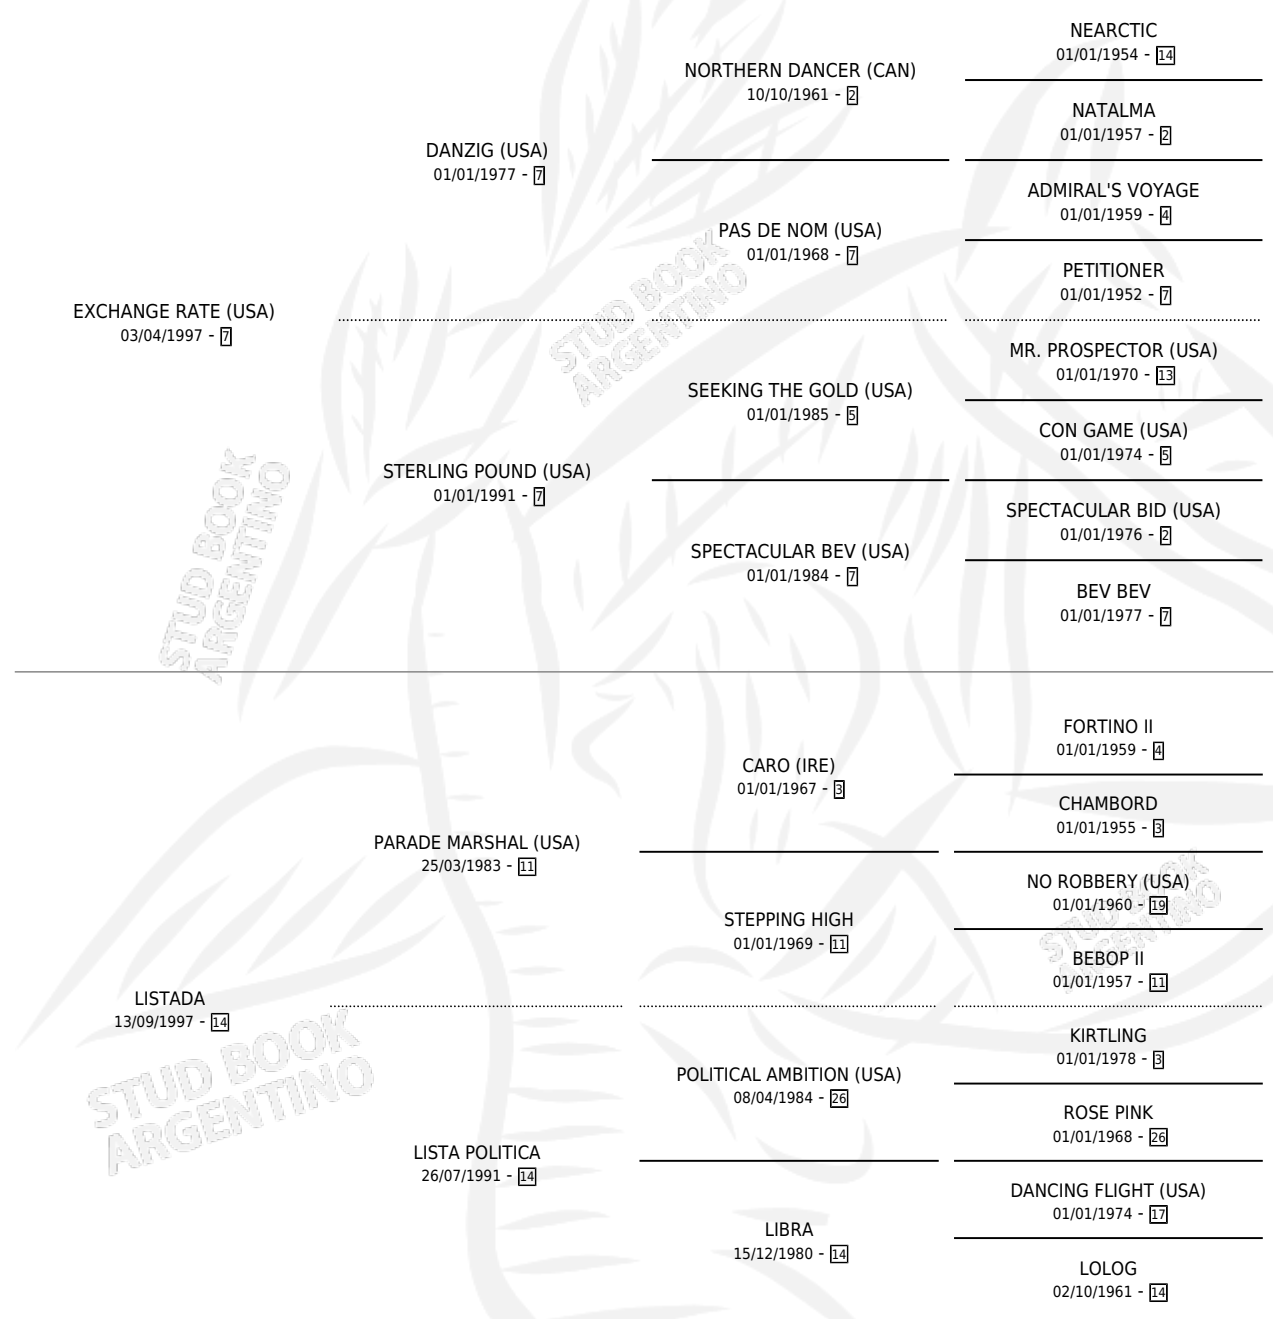 NEARCTIC
01/01/1954 - 14
NORTHERN DANCER (CAN)
10/10/1961 - 2
NATALMA
01/01/1957 - 2
DANZIG (USA)
01/01/1977 - 7
ADMIRAL'S VOYAGE
01/01/1959 - 4
PAS DE NOM (USA)
01/01/1968 - 7
PETITIONER
01/01/1952 - 7
EXCHANGE RATE (USA)
03/04/1997 - 7
MR. PROSPECTOR (USA)
01/01/1970 - 13
SEEKING THE GOLD (USA)
01/01/1985 - 5
CON GAME (USA)
01/01/1974 - 5
STERLING POUND (USA)
01/01/1991 - 7
SPECTACULAR BID (USA)
01/01/1976 - 2
SPECTACULAR BEV (USA)
01/01/1984 - 7
BEV BEV
01/01/1977 - 7
STUD BOOK
ARGENTINO
STUD BOOK
ARGENTINO
FORTINO II
01/01/1959 - 4
CARO (IRE)
01/01/1967 - 3
CHAMBORD
01/01/1955 - 3
PARADE MARSHAL (USA)
25/03/1983 - 11
NO ROBBERY (USA)
01/01/1960 - 19
STEPPING HIGH
01/01/1969 - 11
BEBOP II
01/01/1957 - 11
LISTADA
13/09/1997 - 14
KIRTLING
01/01/1978 - 3
POLITICAL AMBITION (USA)
08/04/1984 - 26
ROSE PINK
01/01/1968 - 26
LISTA POLITICA
26/07/1991 - 14
DANCING FLIGHT (USA)
01/01/1974 - 17
LIBRA
15/12/1980 - 14
LOLOG
02/10/1961 - 14
STUD BOOK
ARGENTINO
STUD BOOK
ARGENTINO